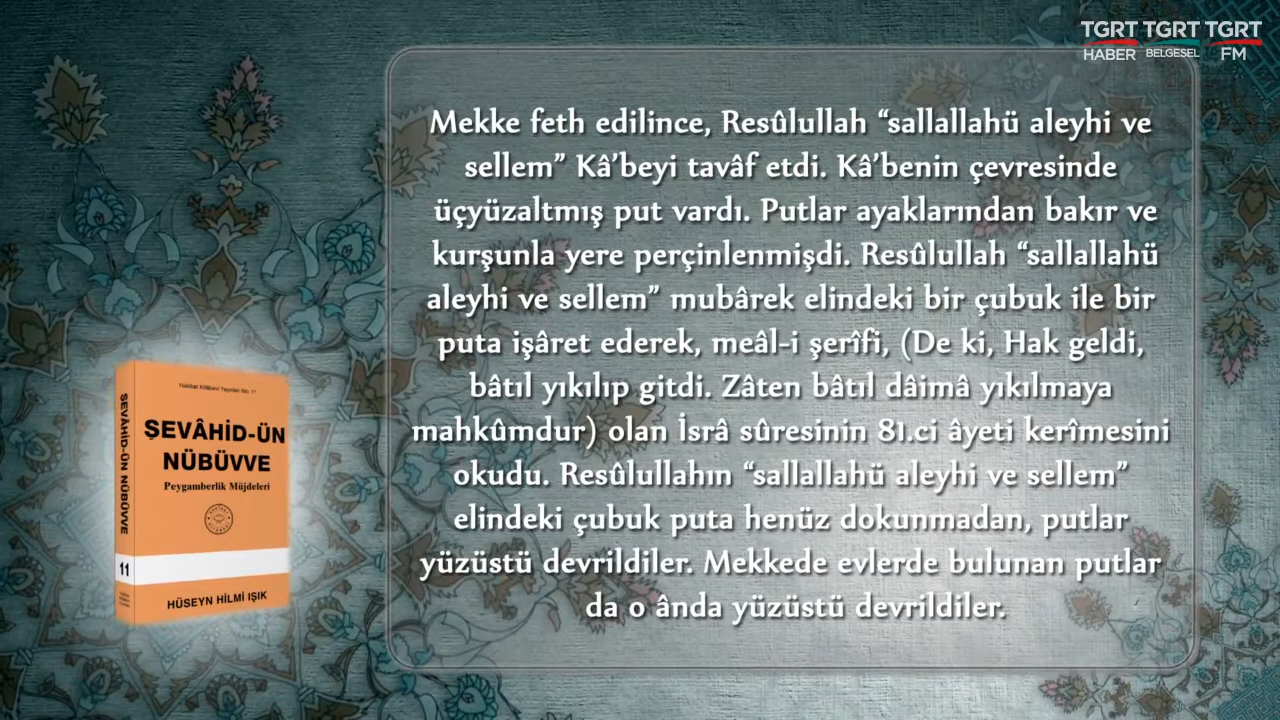 TGRT TGRT TGRT
HABER BELGESEL FM
Mekke feth edilince, Resûlullah “sallallahü aleyhi ve
sellem” Kâ’beyi tavâf etdi. Kâ’benin çevresinde
üçyüzaltmış put vardı. Putlar ayaklarından bakır ve
kurşunla yere perçinlenmişdi. Resûlullah “sallallahü
aleyhi ve sellem” mubârek elindeki bir çubuk ile bir
puta işâret ederek, meâl-i şerîfi, (De ki, Hak geldi,
bâtıl yıkılıp gitdi. Zâten bâtıl dâimâ yıkılmaya
mahkûmdur) olan İsrâ sûresinin 81.ci âyeti kerîmesini
okudu. Resûlullahın “sallallahü aleyhi ve sellem”
elindeki çubuk puta henüz dokunmadan, putlar
yüzüstü devrildiler. Mekkede evlerde bulunan putlar
da o ânda yüzüstü devrildiler.
Hakîkat Kitâbevi Yayınları No: 11
ŞEVÂHİD-ÜN
NÜBÜVVE
Peygamberlik Müjdeleri
HÜSEYN HİLMİ IŞIK
ŞEVÂHİD-ÜN NÜBÜVVE
11